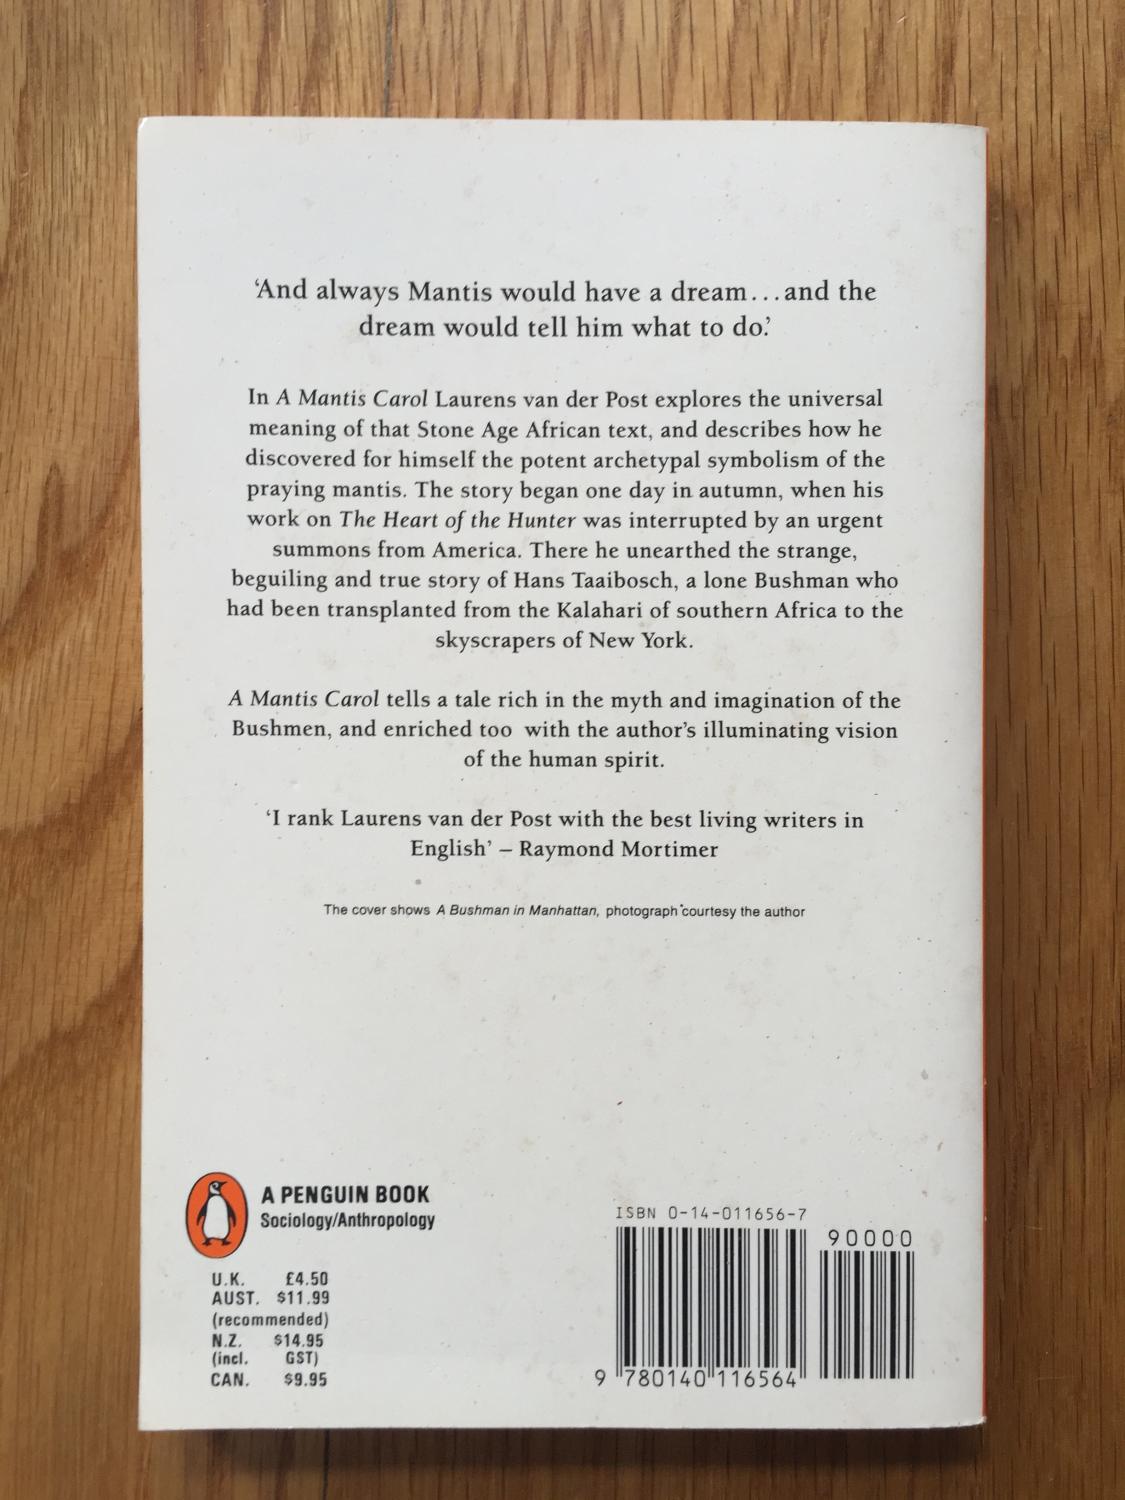 ‘And always Mantis would have a dream...and the
dream would tell him what to do.’
In A Mantis Carol Laurens van der Post explores the universal
meaning of that Stone Age African text, and describes how he
discovered for himself the potent archetypal symbolism of the
praying mantis. The story began one day in autumn, when his
work on The Heart of the Hunter was interrupted by an urgent
summons from America. There he unearthed the strange,
beguiling and true story of Hans Taaibosch, a lone Bushman who
had been transplanted from the Kalahari of southern Africa to the
skyscrapers of New York.
A Mantis Carol tells a tale rich in the myth and imagination of the
Bushmen, and enriched too with the author’s illuminating vision
of the human spirit.
‘I rank Laurens van der Post with the best living writers in
English’ – Raymond Mortimer
The cover shows A Bushman in Manhattan, photograph courtesy the author
A PENGUIN BOOK
Sociology/Anthropology
U.K. £4.50
AUST. $11.99
(recommended)
N.Z. $14.95
(incl. GST)
CAN. $9.95
ISBN 0-14-011656-7
90000
9 780140 116564